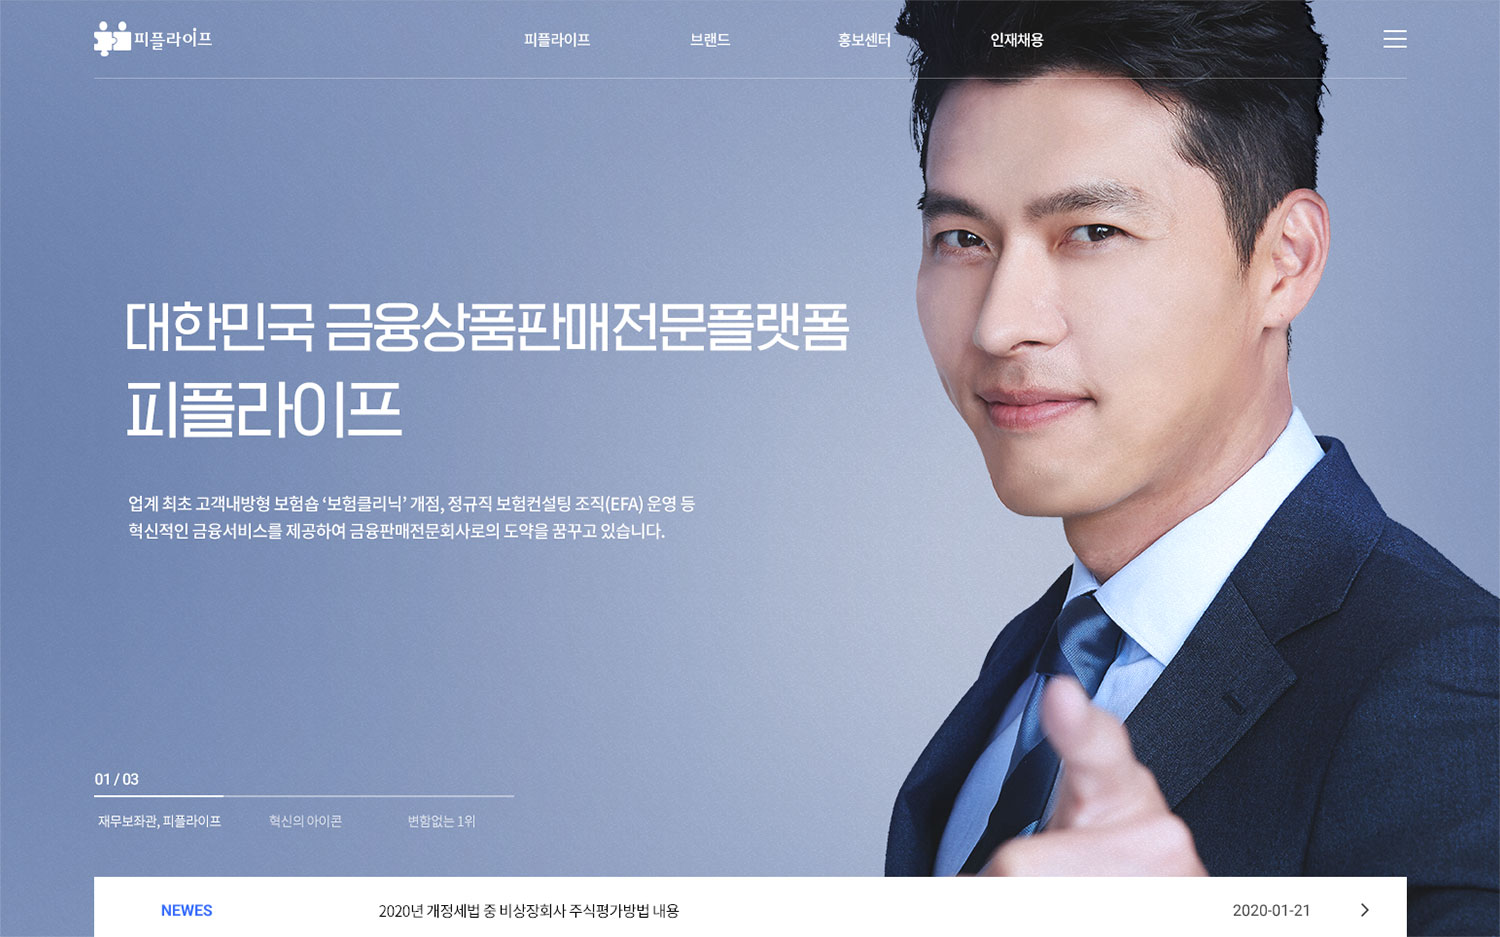 피플라이프
피플라이프
브랜드
홍보센터
인재채용
대한민국 금융상품판매전문플랫폼
피플라이프
업계 최초 고객내방형 보험숍 ‘보험클리닉’ 개점, 정규직 보험컨설팅 조직(EFA) 운영 등
혁신적인 금융서비스를 제공하여 금융판매전문회사로의 도약을 꿈꾸고 있습니다.
01 / 03
재무보좌관, 피플라이프
혁신의 아이콘
변함없는 1위
NEWES
2020년 개정세법 중 비상장회사 주식평가방법 내용
2020-01-21